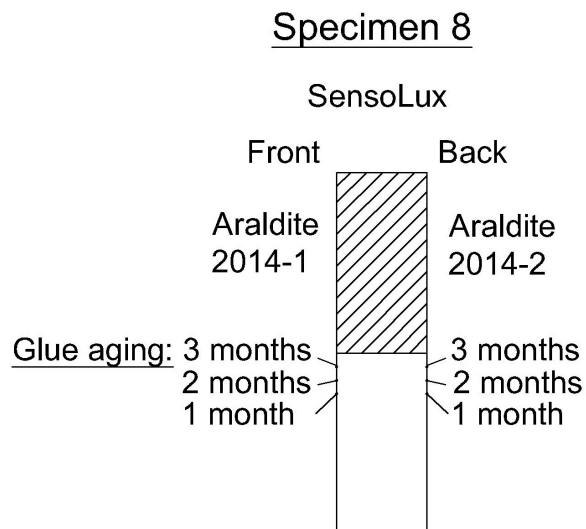 Specimen 8
SensoLux
Front
Back
Araldite
2014-1
Araldite
2014-2
Glue aging: 3 months
2 months
1 month
3 months
2 months
1 month